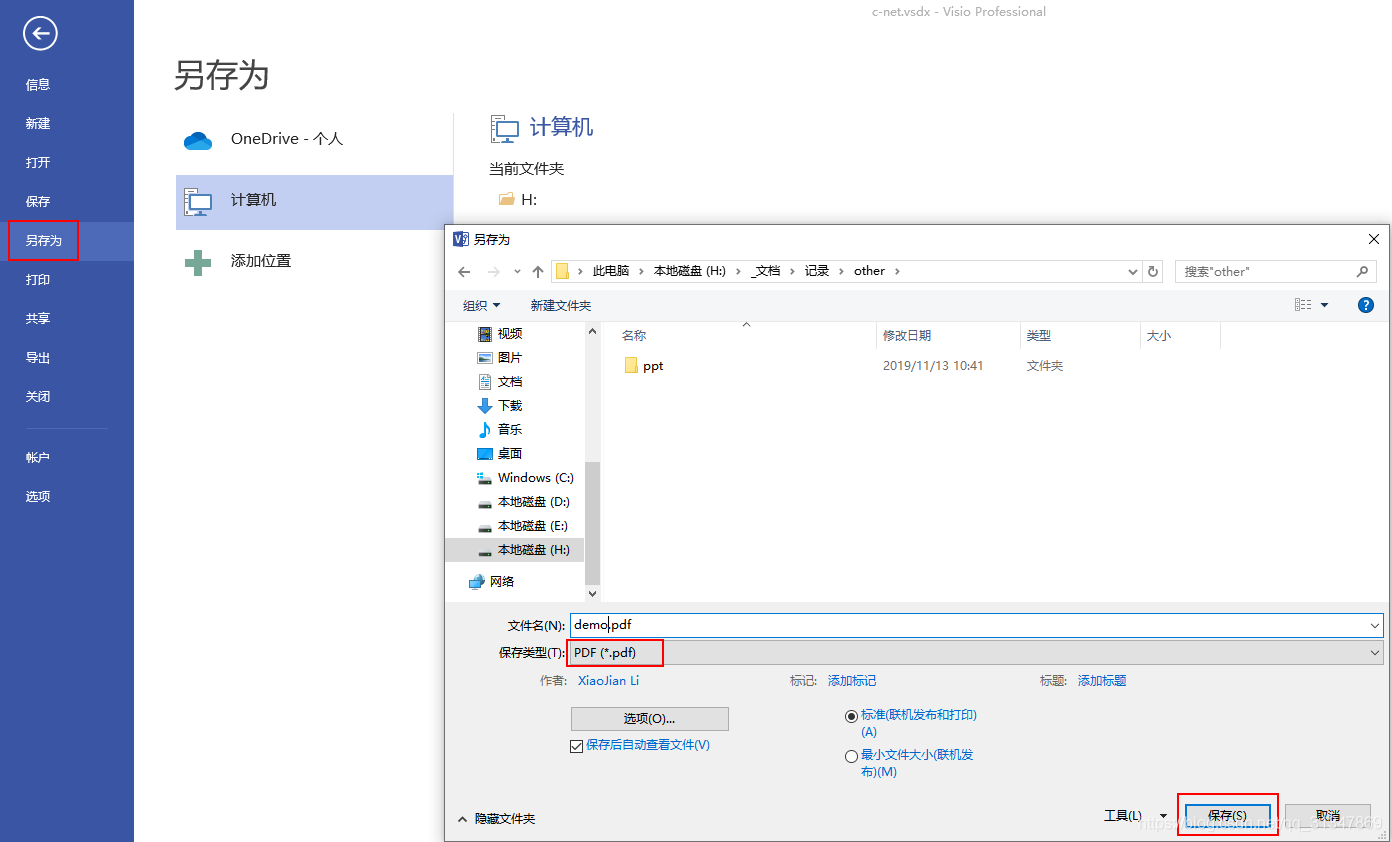 c-net.vsdx - Visio Professional
信息
新建
打开
保存
另存为
打印
共享
导出
关闭
帐户
选项
另存为
OneDrive - 个人
计算机
添加位置
计算机
当前文件夹
H:
另存为
此电脑 › 本地磁盘 (H:) › _文档 › 记录 › other ›
搜索"other"
组织
新建文件夹
视频
图片
文档
下载
音乐
桌面
Windows (C:)
本地磁盘 (D:)
本地磁盘 (E:)
本地磁盘 (H:)
网络
名称 修改日期 类型 大小
ppt 2019/11/13 10:41 文件夹
文件名(N): demo.pdf
保存类型(T): PDF (*.pdf)
作者: XiaoJian Li 标记: 添加标记 标题: 添加标题
选项(O)...
保存后自动查看文件(V)
标准(联机发布和打印)
(A)
最小文件大小(联机发
布)(M)
隐藏文件夹
工具(L) 保存(S) 取消